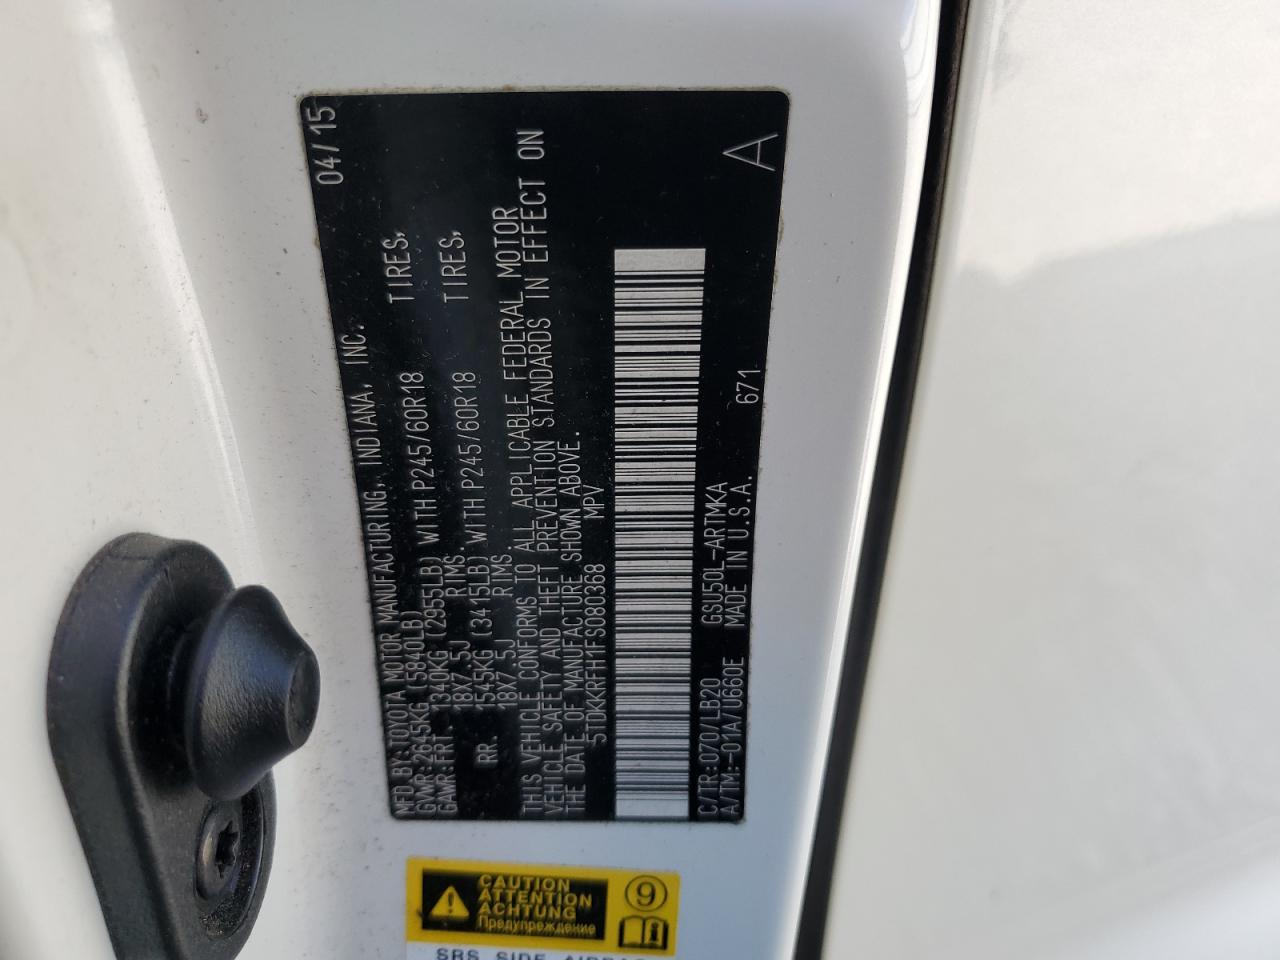 MFD BY: TOYOTA MOTOR MANUFACTURING, INDIANA, INC. 04/15
GVWR: 2645KG (5840LB)
GAWR: FRT. 1340KG (2955LB) WITH P245/60R18 TIRES,
18X7.5J RIMS.
RR. 1545KG (3415LB) WITH P245/60R18 TIRES,
18X7.5J RIMS.
THIS VEHICLE CONFORMS TO ALL APPLICABLE FEDERAL MOTOR
VEHICLE SAFETY AND THEFT PREVENTION STANDARDS IN EFFECT ON
THE DATE OF MANUFACTURE SHOWN ABOVE.
5TDKKRFH1FS080368 MPV
C/TR: 070/LB20 GSU50L-ARTMKA
A/TM: -01A/U660E MADE IN U.S.A. 671 A
CAUTION
ATTENTION
ACHTUNG
Предупреждение
9
SRS SIDE AIRBAG